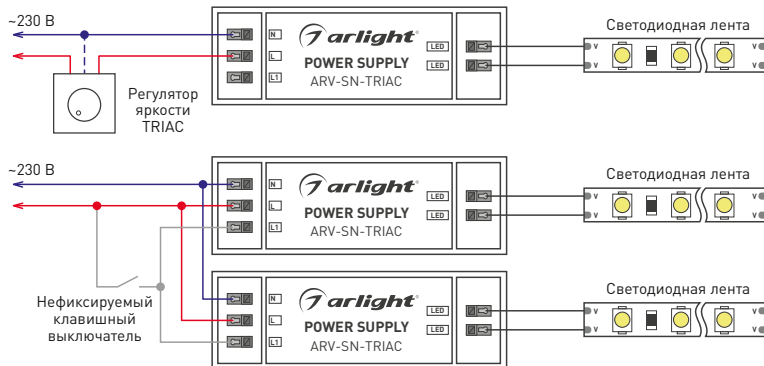 ~230 В
N
L
L1
Регулятор
яркости
TRIAC
arlight
POWER SUPPLY
ARV-SN-TRIAC
LED
LED
Светодиодная лента
V
V
V
V
~230 В
N
L
L1
arlight
POWER SUPPLY
ARV-SN-TRIAC
LED
LED
Светодиодная лента
V
V
V
V
Нефиксируемый
клавишный
выключатель
N
L
L1
arlight
POWER SUPPLY
ARV-SN-TRIAC
LED
LED
Светодиодная лента
V
V
V
V